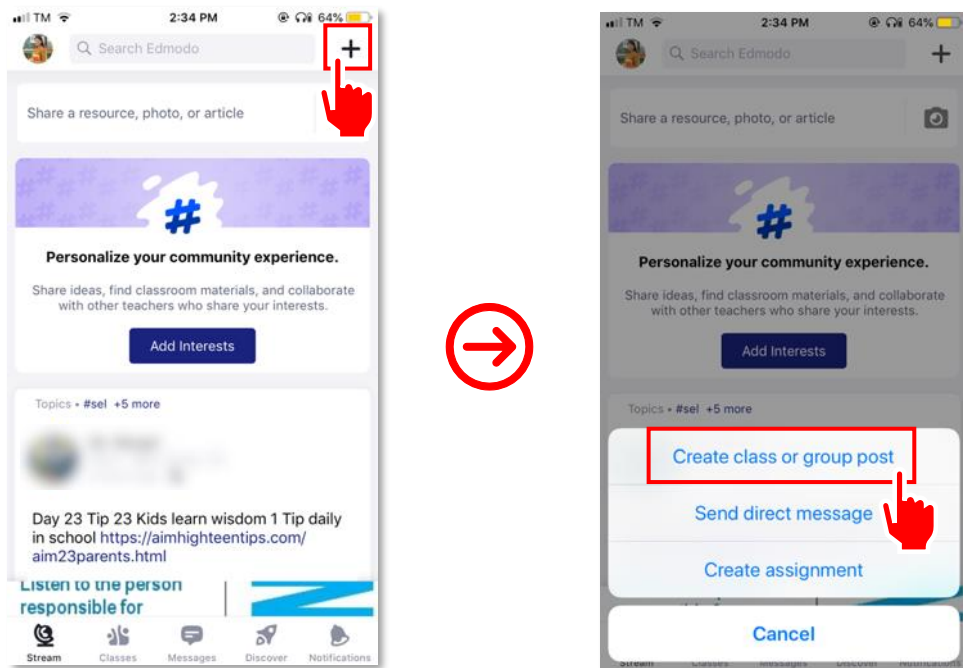 TM 2:34 PM 64%
Search Edmodo
Share a resource, photo, or article
#
Personalize your community experience.
Share ideas, find classroom materials, and collaborate
with other teachers who share your interests.
Add Interests
Topics • #sel +5 more
Day 23 Tip 23 Kids learn wisdom 1 Tip daily
in school https://aimhighteentips.com/
aim23parents.html
Listen to the person
responsible for
Stream Classes Messages Discover Notifications
TM 2:34 PM 64%
Search Edmodo
Share a resource, photo, or article
#
Personalize your community experience.
Share ideas, find classroom materials, and collaborate
with other teachers who share your interests.
Add Interests
Topics • #sel +5 more
Create class or group post
Send direct message
Create assignment
Cancel
Stream Classes Messages Discover Notifications